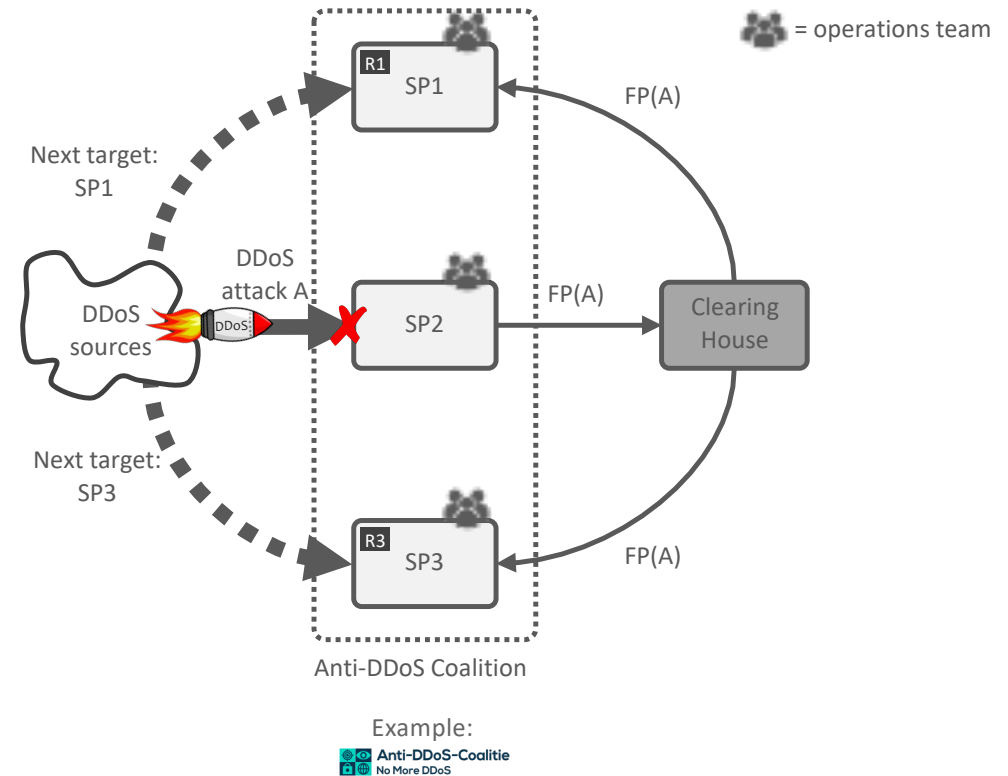 = operations team
R1
SP1
FP(A)
Next target:
SP1
DDoS
attack A
DDoS
sources
DDoS
SP2
FP(A)
Clearing
House
Next target:
SP3
R3
SP3
FP(A)
Anti-DDoS Coalition
Example:
Anti-DDoS-Coalitie
No More DDoS